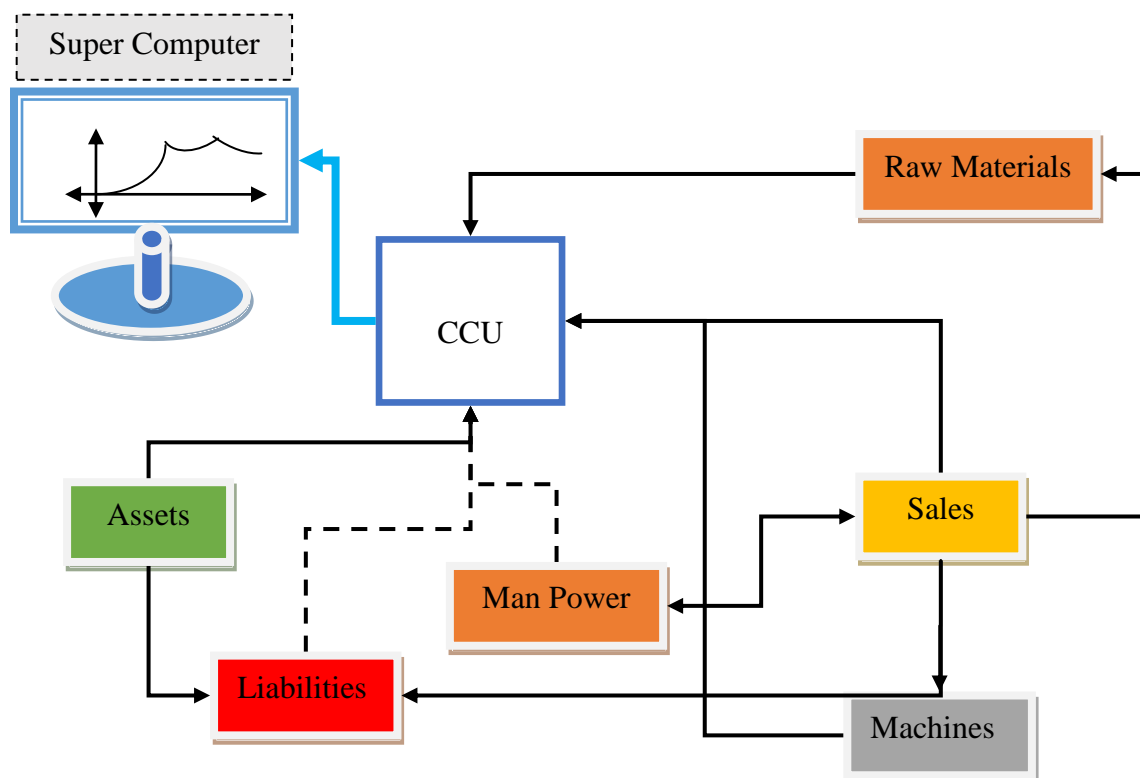 Super Computer
Raw Materials
CCU
Assets
Sales
Man Power
Liabilities
Machines